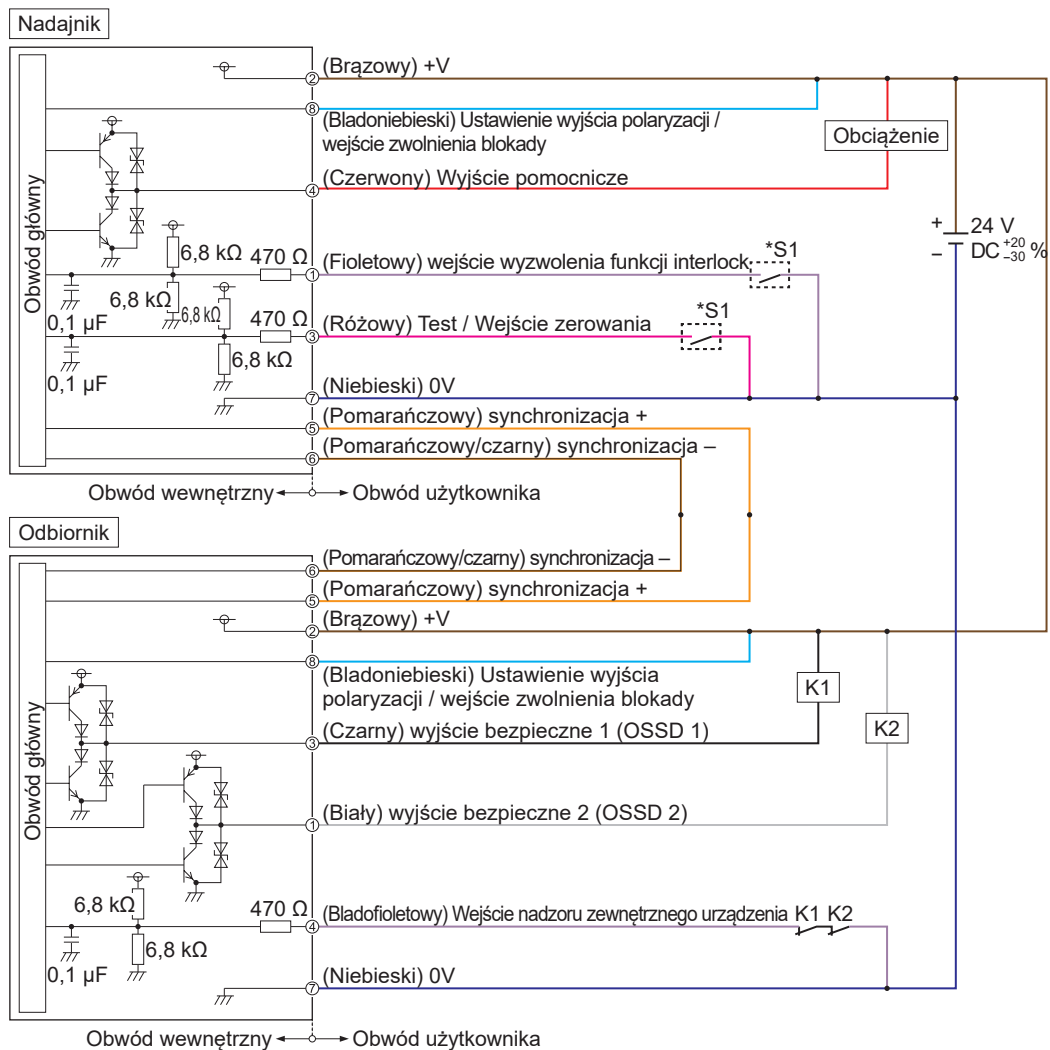 Nadajnik
Obwód główny
② (Brązowy) +V
⑧ (Bladoniebieski) Ustawienie wyjścia polaryzacji /
wejście zwolnienia blokady
Obciążenie
④ (Czerwony) Wyjście pomocnicze
+ 24 V
– DC +20 –30 %
6,8 kΩ
470 Ω
① (Fioletowy) wejście wyzwolenia funkcji interlock
*S1
6,8 kΩ
6,8 kΩ
0,1 µF
470 Ω
③ (Różowy) Test / Wejście zerowania
*S1
6,8 kΩ
0,1 µF
⑦ (Niebieski) 0V
⑤ (Pomarańczowy) synchronizacja +
⑥ (Pomarańczowy/czarny) synchronizacja –
Obwód wewnętrzny
Obwód użytkownika
Odbiornik
Obwód główny
⑥ (Pomarańczowy/czarny) synchronizacja –
⑤ (Pomarańczowy) synchronizacja +
② (Brązowy) +V
⑧ (Bladoniebieski) Ustawienie wyjścia
polaryzacji / wejście zwolnienia blokady
K1
K2
③ (Czarny) wyjście bezpieczne 1 (OSSD 1)
① (Biały) wyjście bezpieczne 2 (OSSD 2)
6,8 kΩ
470 Ω
④ (Bladofioletowy) Wejście nadzoru zewnętrznego urządzenia K1 K2
6,8 kΩ
0,1 µF
⑦ (Niebieski) 0V
Obwód wewnętrzny
Obwód użytkownika